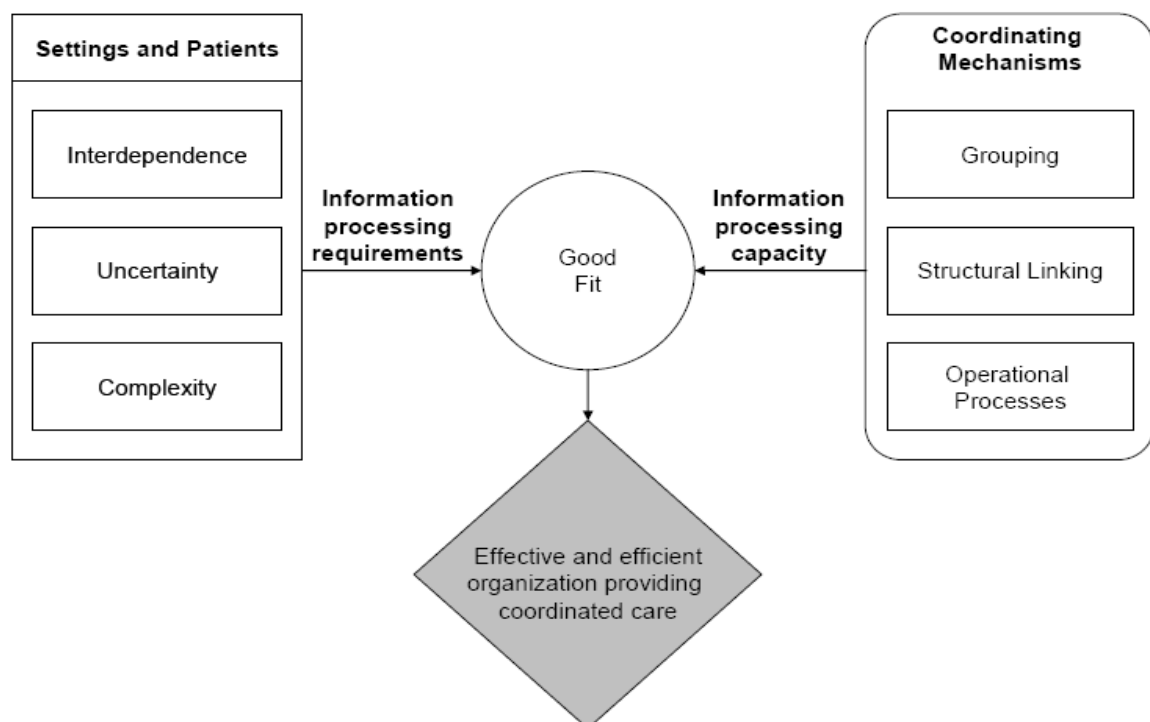 Settings and Patients
Interdependence
Uncertainty
Complexity
Information
processing
requirements
Good
Fit
Information
processing
capacity
Coordinating
Mechanisms
Grouping
Structural Linking
Operational
Processes
Effective and efficient
organization providing
coordinated care